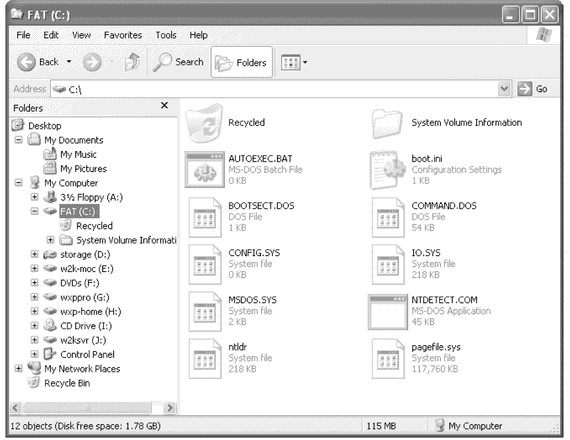 FAT (C:)
File Edit View Favorites Tools Help
Back Search Folders
Address C:\ Go
Folders
Desktop
My Documents
My Music
My Pictures
My Computer
3½ Floppy (A:)
FAT (C:)
Recycled
System Volume Informati
storage (D:)
w2k-moc (E:)
DVDs (F:)
wxppro (G:)
wxp-home (H:)
CD Drive (I:)
w2ksvr (J:)
Control Panel
My Network Places
Recycle Bin
Recycled
System Volume Information
AUTOEXEC.BAT
MS-DOS Batch File
0 KB
boot.ini
Configuration Settings
1 KB
BOOTSECT.DOS
DOS File
1 KB
COMMAND.DOS
DOS File
54 KB
CONFIG.SYS
System file
0 KB
IO.SYS
System file
218 KB
MSDOS.SYS
System file
2 KB
NTDETECT.COM
MS-DOS Application
45 KB
ntldr
System file
218 KB
pagefile.sys
System file
117,760 KB
12 objects (Disk free space: 1.78 GB) 115 MB My Computer